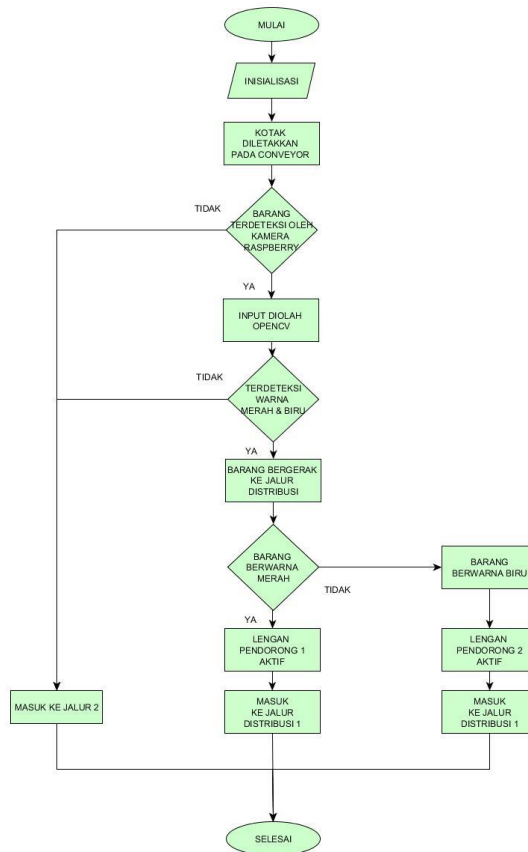 MULAI
INISIALISASI
KOTAK
DILETAKKAN
PADA CONVEYOR
TIDAK
BARANG
TERDETEKSI OLEH
KAMERA
RASPBERRY
YA
INPUT DIOLAH
OPENCV
TIDAK
TERDETEKSI
WARNA
MERAH & BIRU
YA
BARANG BERGERAK
KE JALUR
DISTRIBUSI
BARANG
BERWARNA
MERAH
TIDAK
BARANG
BERWARNA BIRU
YA
LENGAN
PENDORONG 1
AKTIF
LENGAN
PENDORONG 2
AKTIF
MASUK KE JALUR 2
MASUK
KE JALUR
DISTRIBUSI 1
MASUK
KE JALUR
DISTRIBUSI 1
SELESAI